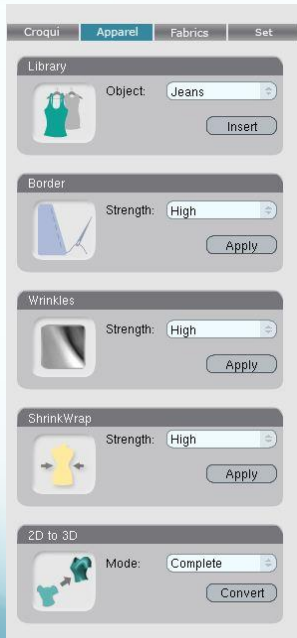 Croqui Apparel Fabrics Set
Library
Object: Jeans
Insert
Border
Strength: High
Apply
Wrinkles
Strength: High
Apply
ShrinkWrap
Strength: High
Apply
2D to 3D
Mode: Complete
Convert